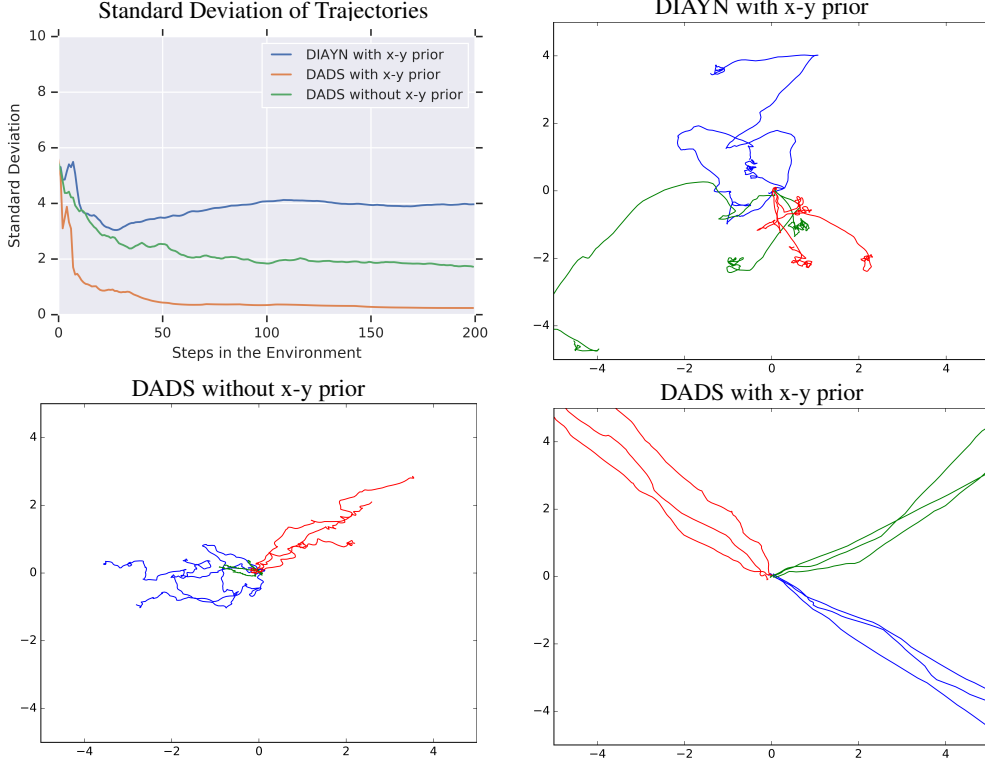 Standard Deviation of Trajectories
10
8
6
4
2
0
0 50 100 150 200
Standard Deviation
Steps in the Environment
DIAYN with x-y prior
DADS with x-y prior
DADS without x-y prior
DIAYN with x-y prior
4
2
0
−2
−4
−4 −2 0 2 4
DADS without x-y prior
4
2
0
−2
−4
−4 −2 0 2 4
DADS with x-y prior
4
2
0
−2
−4
−4 −2 0 2 4